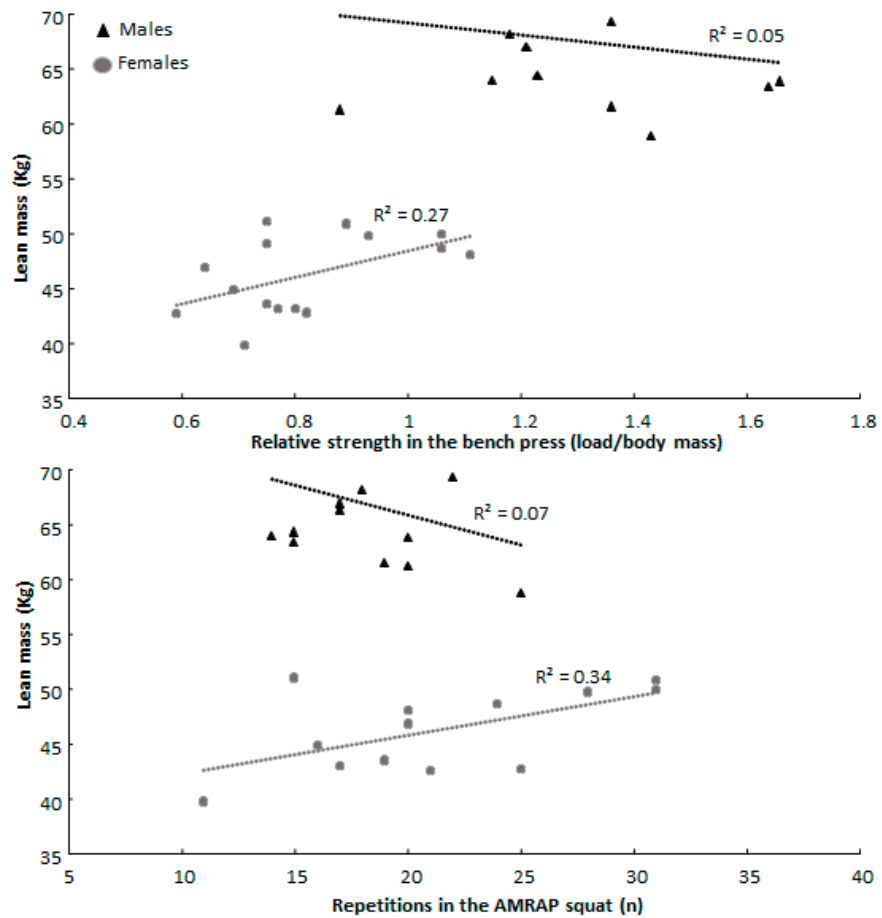 70
Males
R² = 0.05
65
Females
60
55
Lean mass (Kg)
R² = 0.27
50
45
40
35
0.4 0.6 0.8 1 1.2 1.4 1.6 1.8
Relative strength in the bench press (load/body mass)
70
65
R² = 0.07
60
55
Lean mass (Kg)
R² = 0.34
50
45
40
35
5 10 15 20 25 30 35 40
Repetitions in the AMRAP squat (n)